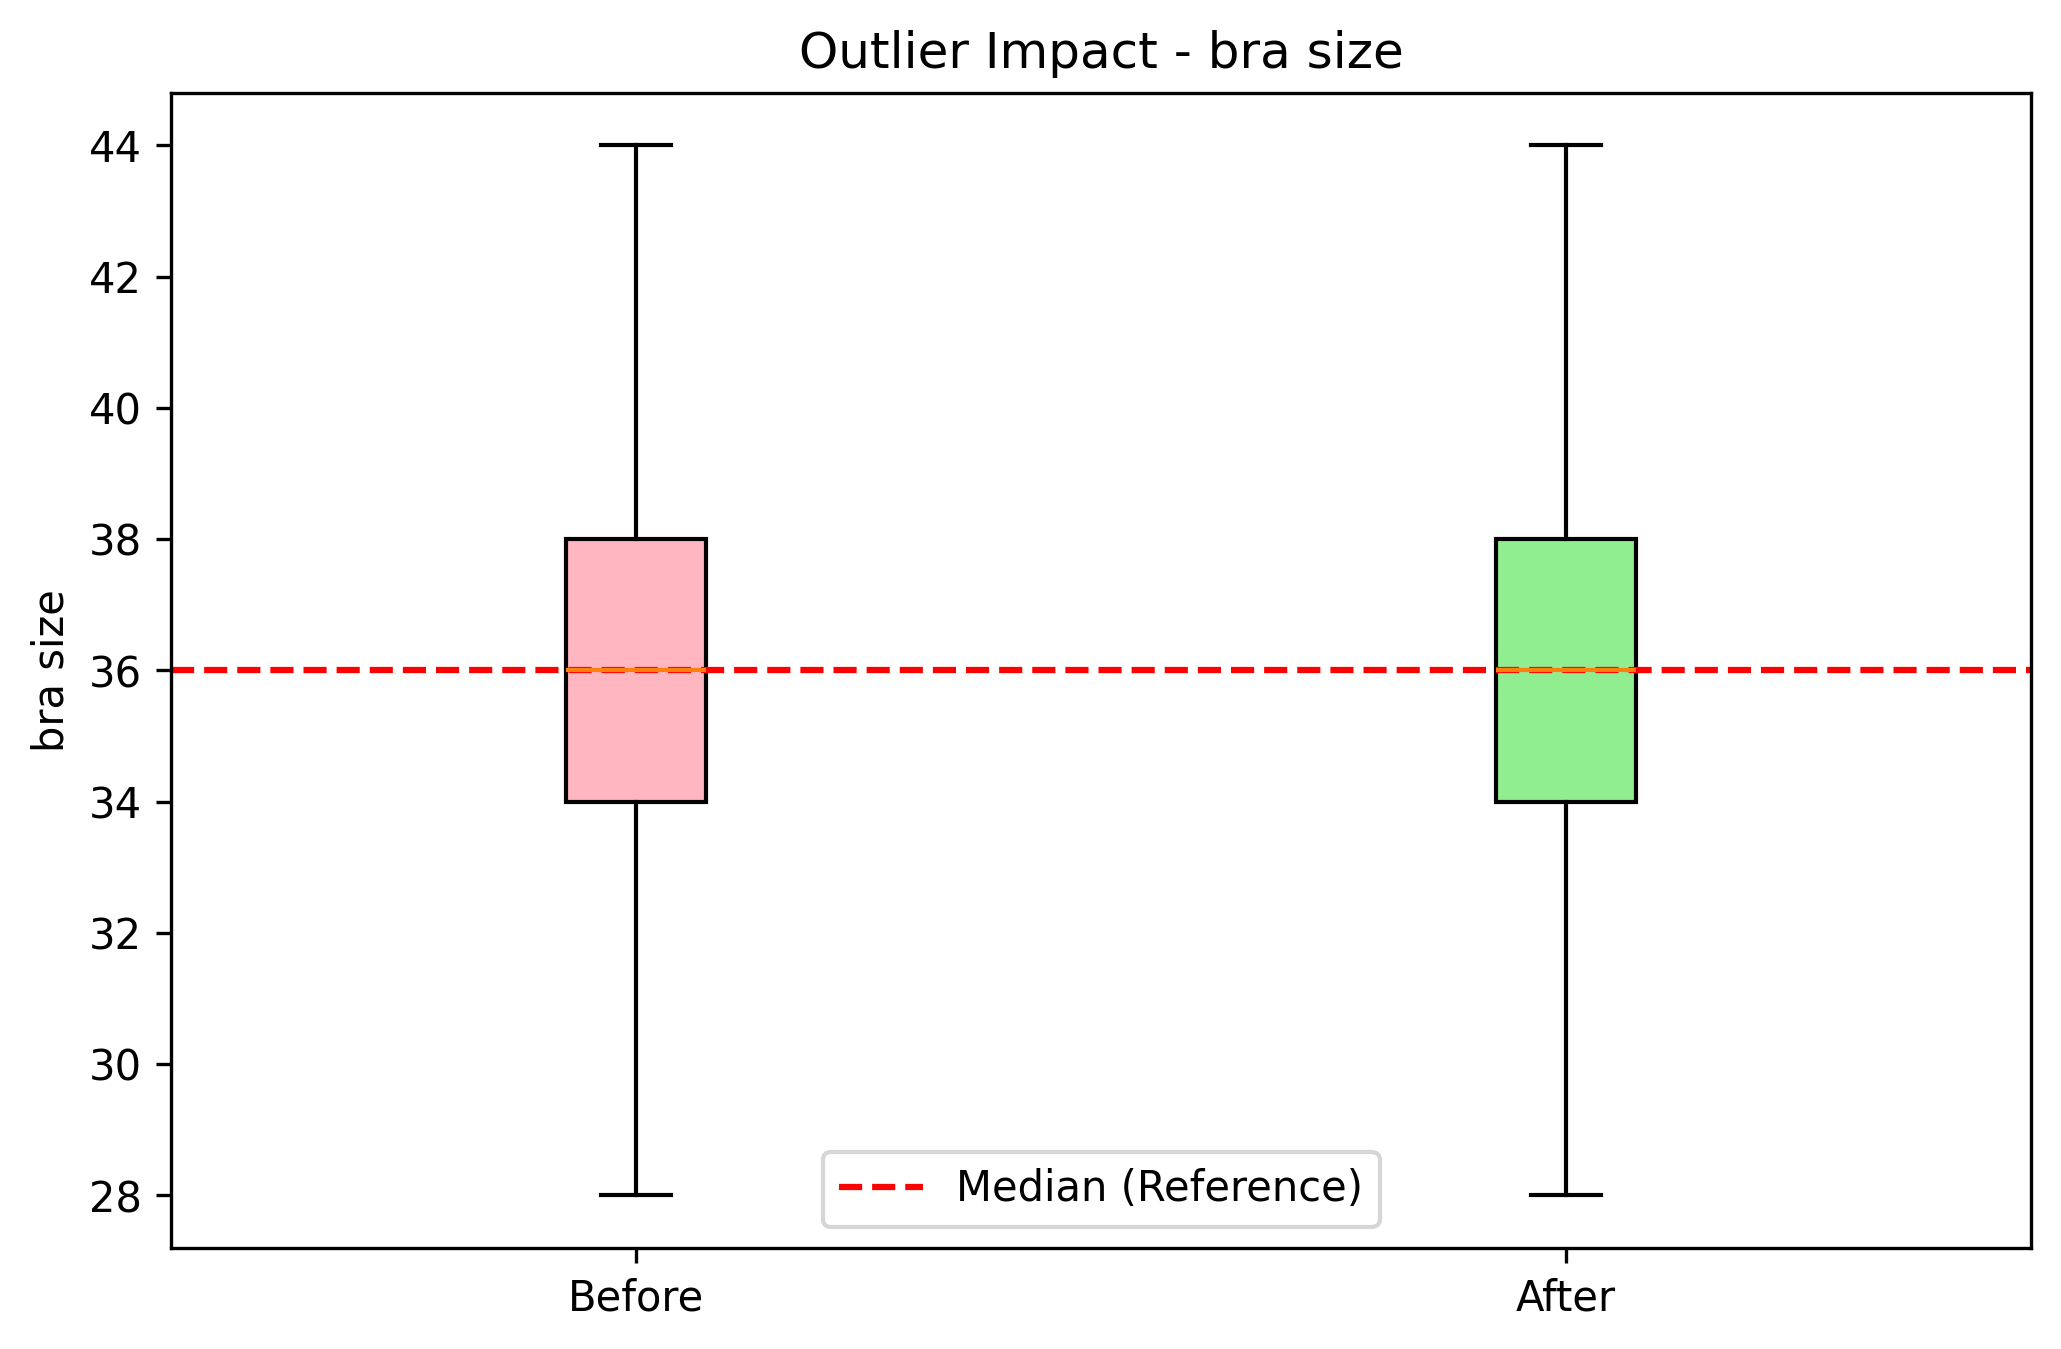 Outlier Impact - bra size
44
42
40
38
36
34
32
30
28
bra size
Median (Reference)
Before
After